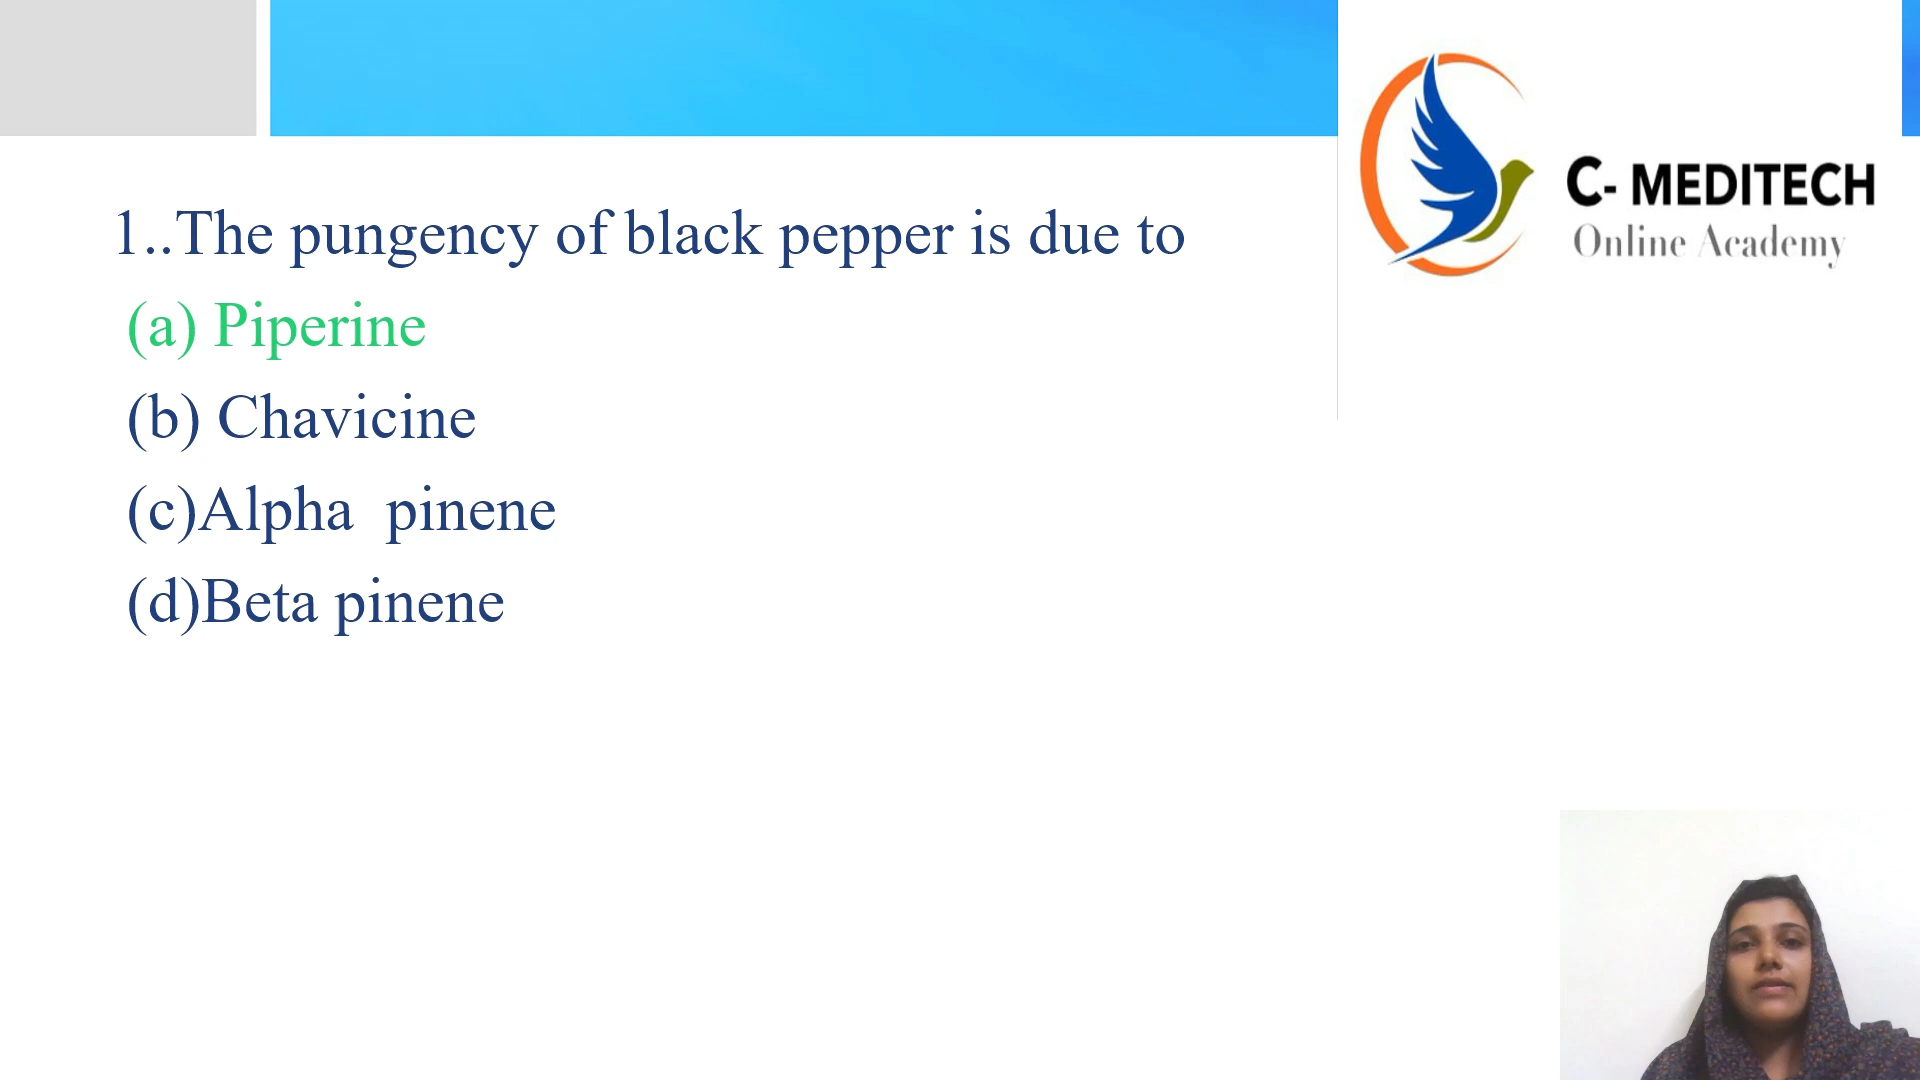 C- MEDITECH
Online Academy
1..The pungency of black pepper is due to
(a) Piperine
(b) Chavicine
(c)Alpha  pinene
(d)Beta pinene